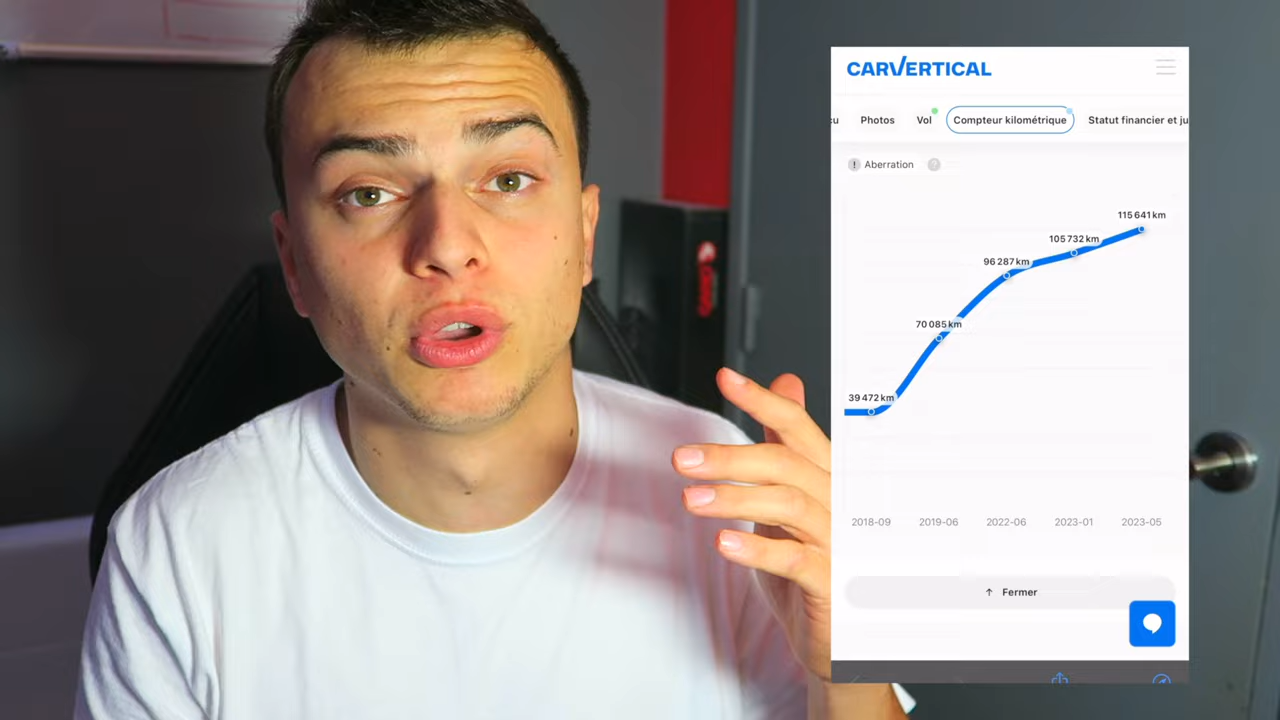 CARVERTICAL
cu Photos Vol Compteur kilométrique Statut financier et ju
! Aberration ?
115 641 km
105 732 km
96 287 km
70 085 km
39 472 km
2018-09 2019-06 2022-06 2023-01 2023-05
↑ Fermer